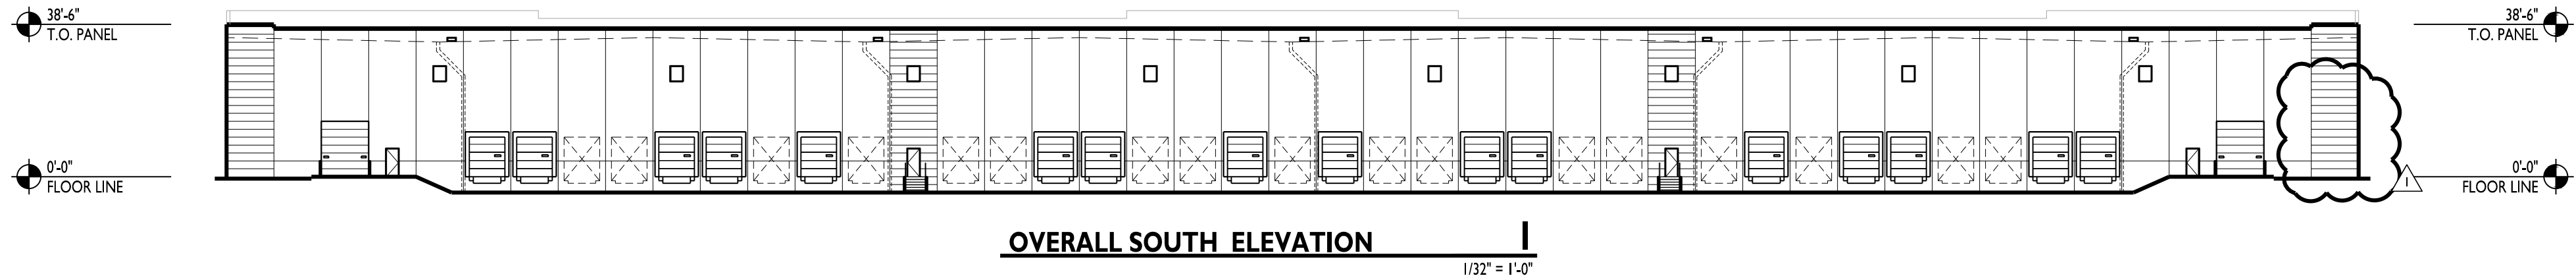 38'-6"
T.O. PANEL
38'-6"
T.O. PANEL
0'-0"
FLOOR LINE
0'-0"
FLOOR LINE
1
OVERALL SOUTH ELEVATION 1
1/32" = 1'-0"